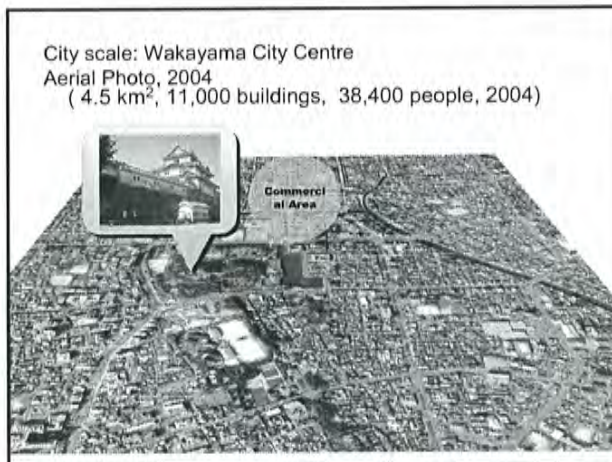 City scale: Wakayama City Centre
Aerial Photo, 2004
( 4.5 km², 11,000 buildings, 38,400 people, 2004)
Commerci
al Area